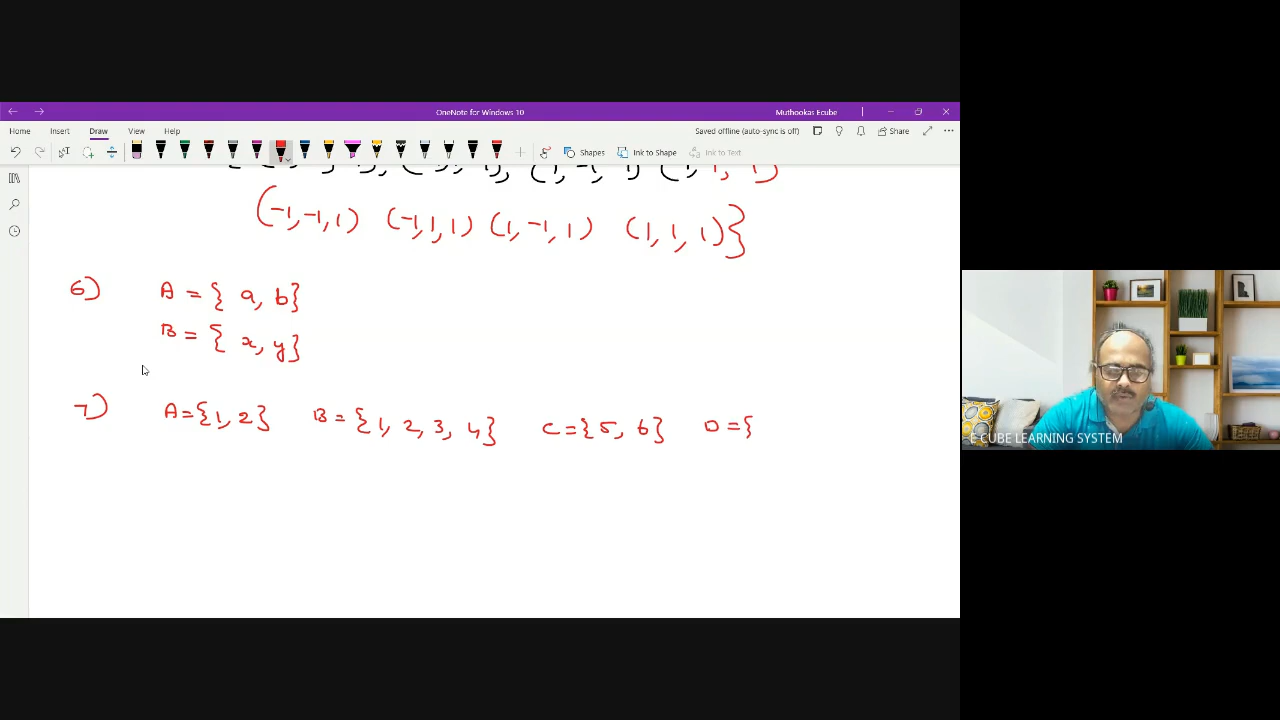 OneNote for Windows 10
Muthookas Ecube
Home Insert Draw View Help
Saved offline (auto-sync is off)
Share
Shapes
Ink to Shape
Ink to Text
(-1,-1,1) (-1,1,1) (1,-1,1) (1,1,1)}
6) A = { a, b}
B = { x, y}
7) A={1,2} B={1,2,3,4} C={5,6} D={
E CUBE LEARNING SYSTEM